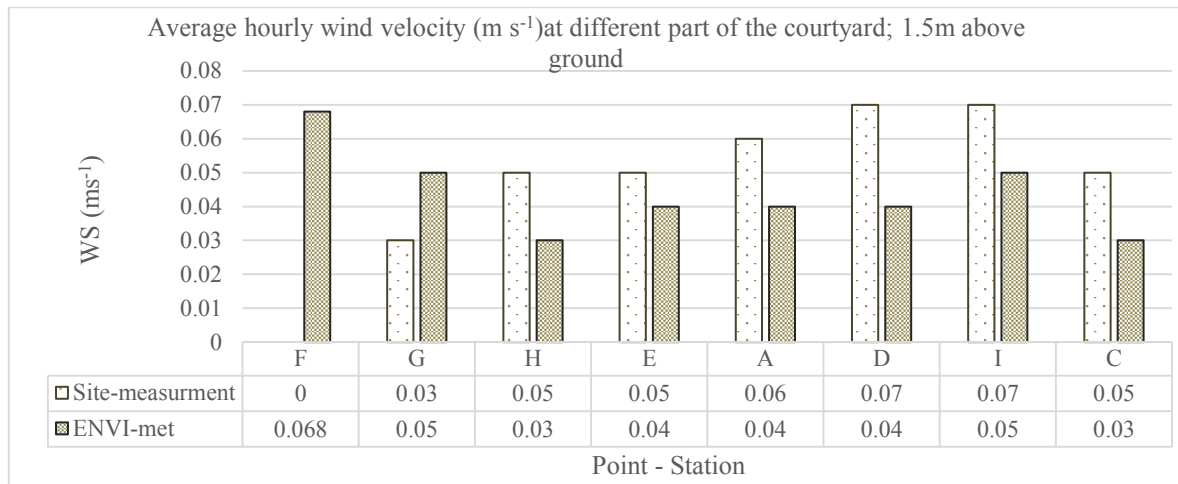 Average hourly wind velocity (m s-1)at different part of the courtyard; 1.5m above
ground
0.08
0.07
0.06
0.05
0.04
0.03
0.02
0.01
0
WS (ms-1)
F G H E A D I C
Site-measurment 0 0.03 0.05 0.05 0.06 0.07 0.07 0.05
ENVI-met 0.068 0.05 0.03 0.04 0.04 0.04 0.05 0.03
Point - Station